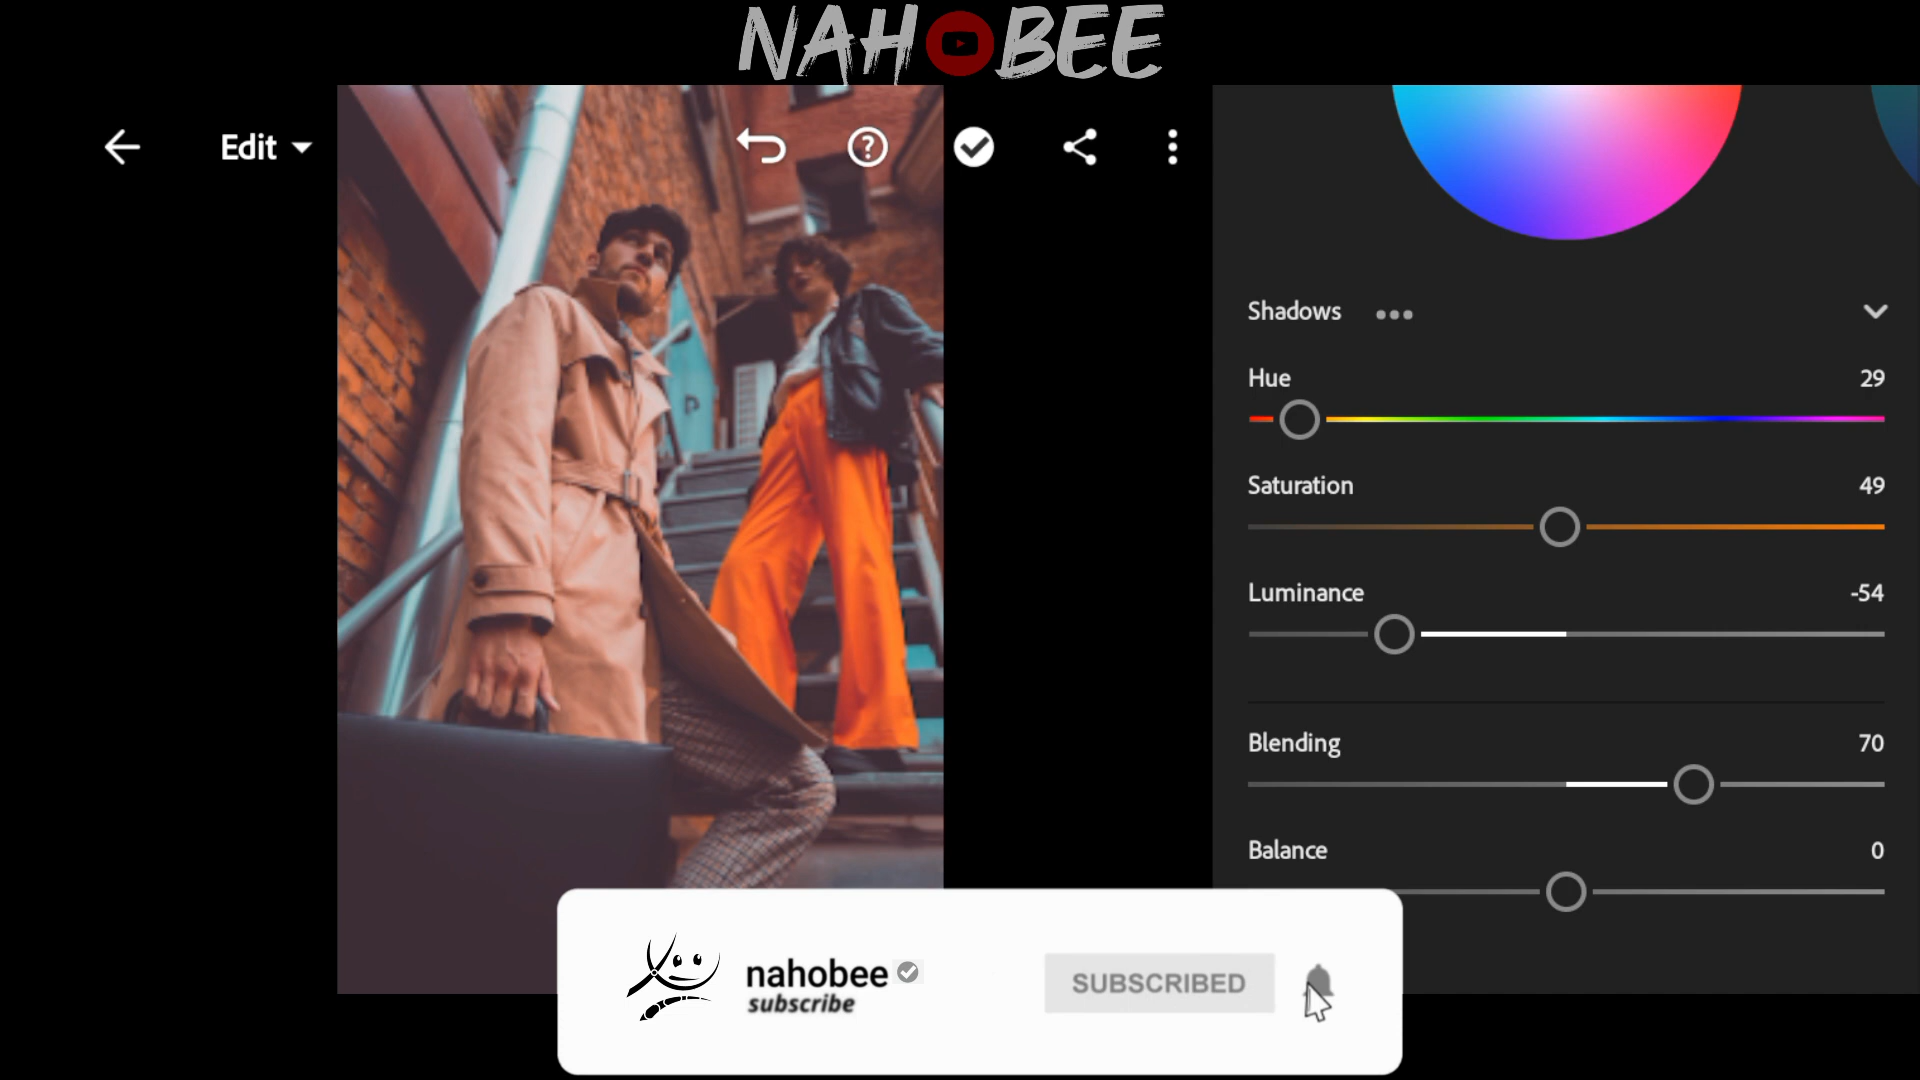 NAHOBEE
Edit
Shadows
Hue 29
Saturation 49
Luminance -54
Blending 70
Balance 0
P
nahobee
subscribe
SUBSCRIBED